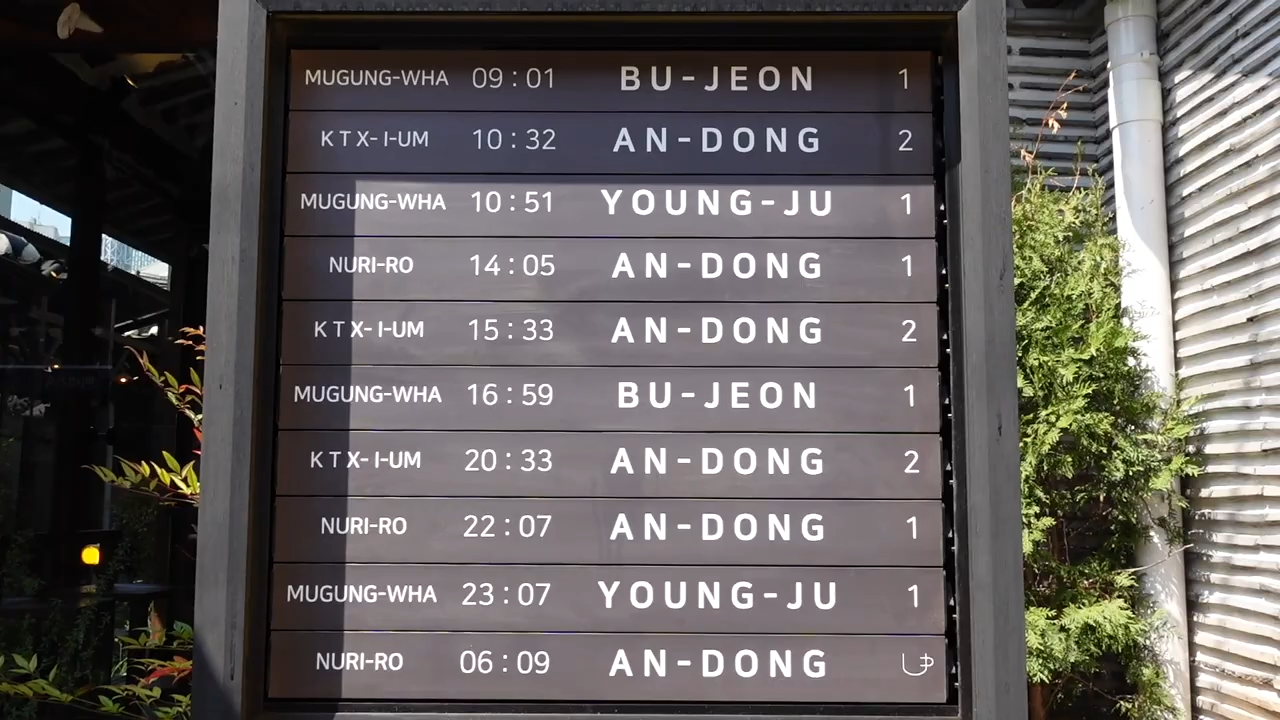 MUGUNG-WHA 09:01 BU-JEON 1
KTX-I-UM 10:32 AN-DONG 2
MUGUNG-WHA 10:51 YOUNG-JU 1
NURI-RO 14:05 AN-DONG 1
KTX-I-UM 15:33 AN-DONG 2
MUGUNG-WHA 16:59 BU-JEON 1
KTX-I-UM 20:33 AN-DONG 2
NURI-RO 22:07 AN-DONG 1
MUGUNG-WHA 23:07 YOUNG-JU 1
NURI-RO 06:09 AN-DONG